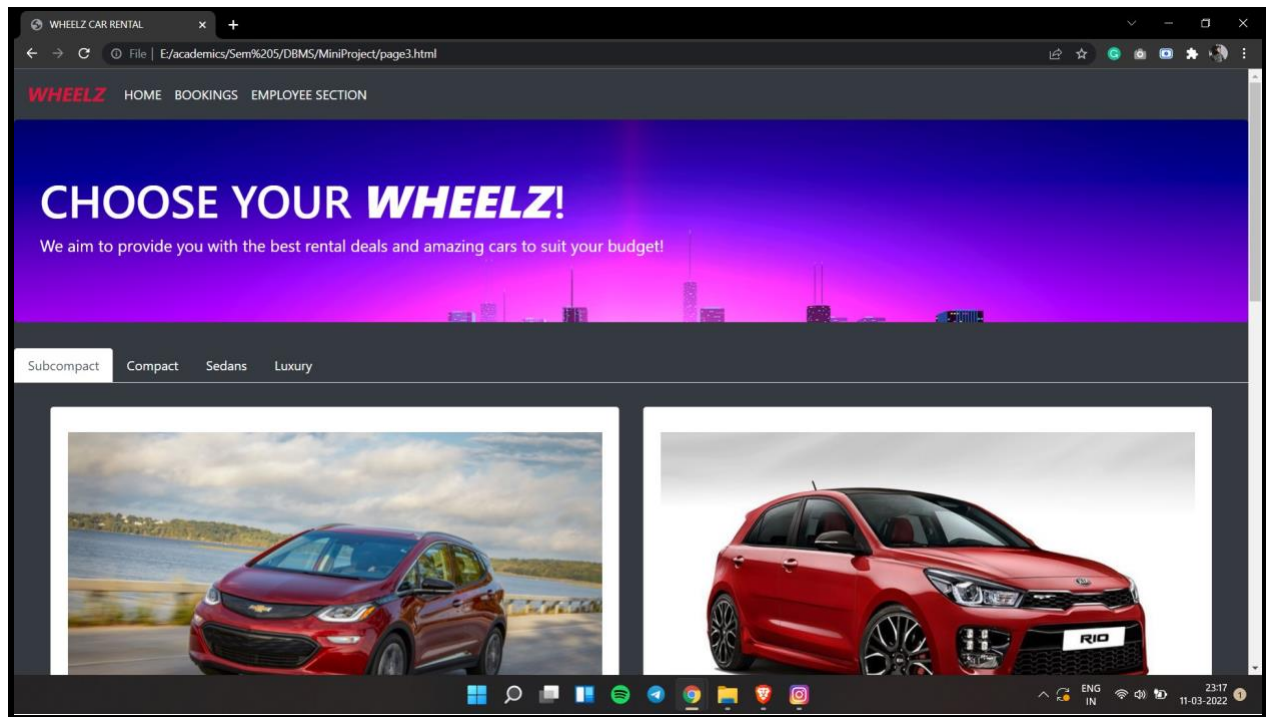 WHEELZ CAR RENTAL
File | E:/academics/Sem%205/DBMS/MiniProject/page3.html
WHEELZ HOME BOOKINGS EMPLOYEE SECTION
CHOOSE YOUR WHEELZ!
We aim to provide you with the best rental deals and amazing cars to suit your budget!
Subcompact Compact Sedans Luxury
RIO
ENG
IN
23:17
11-03-2022
1